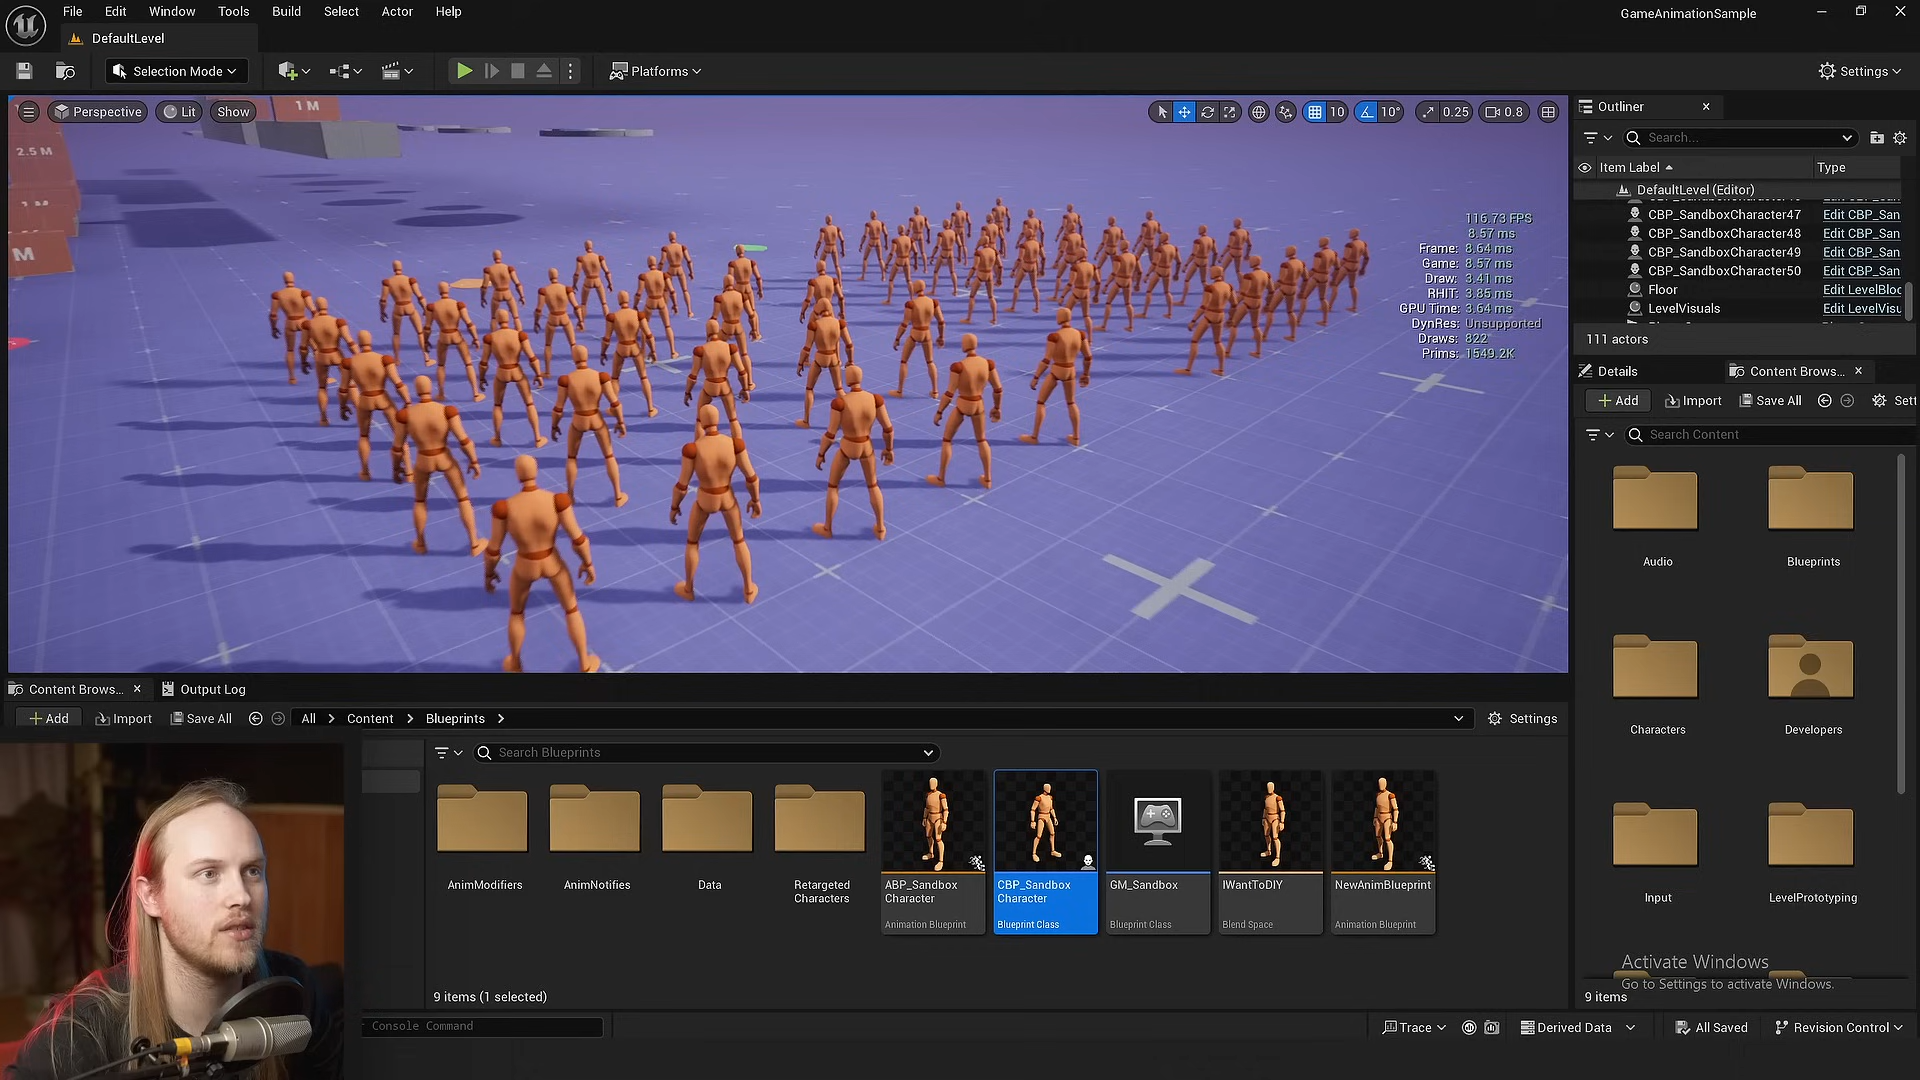 File Edit Window Tools Build Select Actor Help
GameAnimationSample
DefaultLevel
Selection Mode
Platforms
Settings
Perspective
Lit
Show
10
10°
0.25
0.8
1 M
2.5 M
1 M
M
116.73 FPS
8.57 ms
Frame: 8.64 ms
Game: 8.57 ms
Draw: 3.41 ms
RHIT: 3.85 ms
GPU Time: 3.64 ms
DynRes: Unsupported
Draws: 822
Prims: 1549.2K
Outliner
Search...
Item Label
Type
DefaultLevel (Editor)
CBP_SandboxCharacter47 Edit CBP_San
CBP_SandboxCharacter48 Edit CBP_San
CBP_SandboxCharacter49 Edit CBP_San
CBP_SandboxCharacter50 Edit CBP_San
Floor Edit LevelBloc
LevelVisuals Edit LevelVisu
111 actors
Details
Content Brows...
Add
Import
Save All
Sett
Search Content
Audio
Blueprints
Characters
Developers
Input
LevelPrototyping
9 items
Activate Windows
Go to Settings to activate Windows.
Content Brows...
Output Log
Add
Import
Save All
All
Content
Blueprints
Settings
Search Blueprints
AnimModifiers
AnimNotifies
Data
Retargeted
Characters
ABP_Sandbox
Character
Animation Blueprint
CBP_Sandbox
Character
Blueprint Class
GM_Sandbox
Blueprint Class
IWantToDIY
Blend Space
NewAnimBlueprint
Animation Blueprint
9 items (1 selected)
Console Command
Trace
Derived Data
All Saved
Revision Control